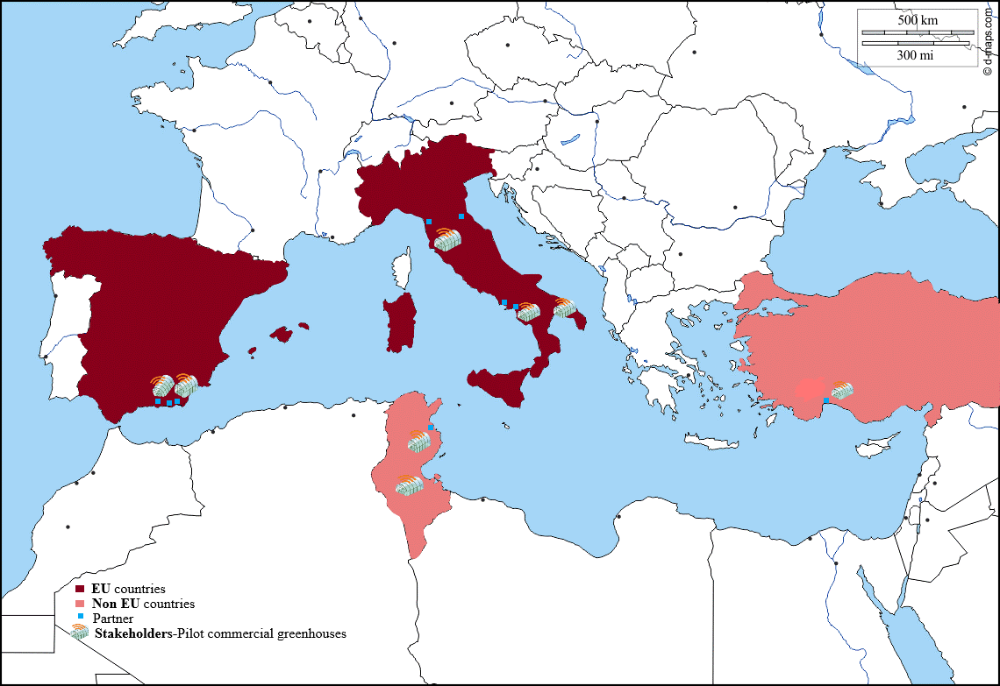 500 km
300 mi
© d-maps.com
EU countries
Non EU countries
Partner
Stakeholders-Pilot commercial greenhouses